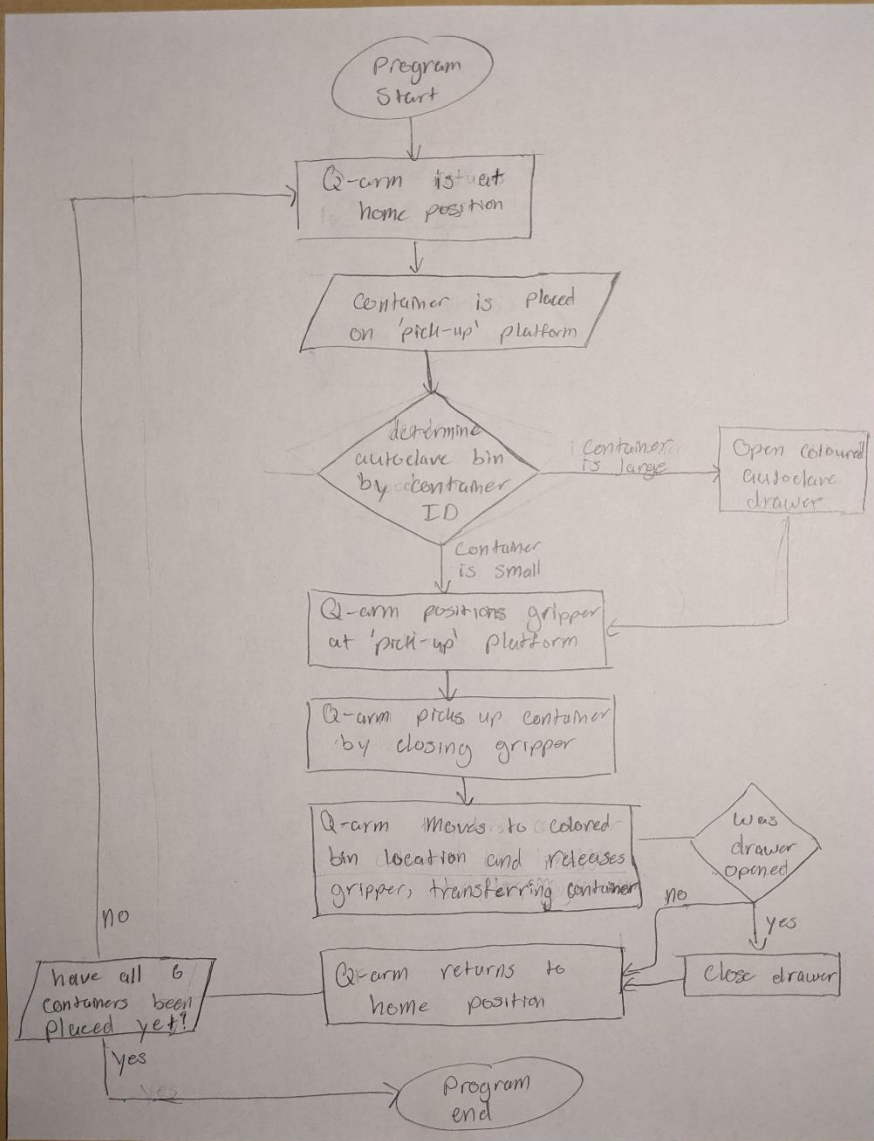 Program
Start
Q-arm is at
home position
Container is placed
on 'pick-up' platform
determine
autoclave bin
by container
ID
Container
is large
Open coloured
autoclave
drawer
Container
is small
Q-arm positions gripper
at 'pick-up' platform
Q-arm picks up container
by closing gripper
Q-arm moves to colored
bin location and releases
gripper, transferring container
Was
drawer
opened
no
yes
Close drawer
Q-arm returns to
home position
no
have all 6
containers been
placed yet?
yes
yes
Program
end